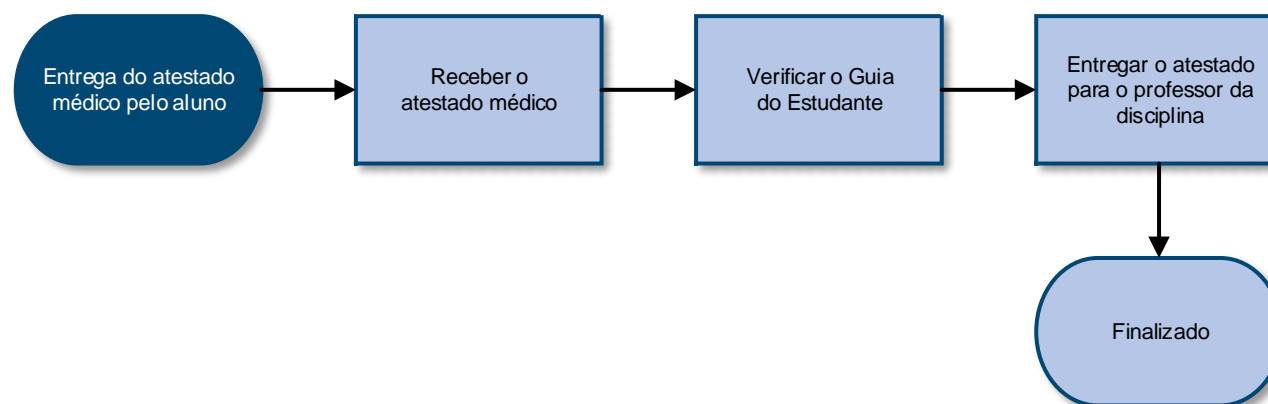 Entrega do atestado
médico pelo aluno
Receber o
atestado médico
Verificar o Guia
do Estudante
Entregar o atestado
para o professor da
disciplina
Finalizado